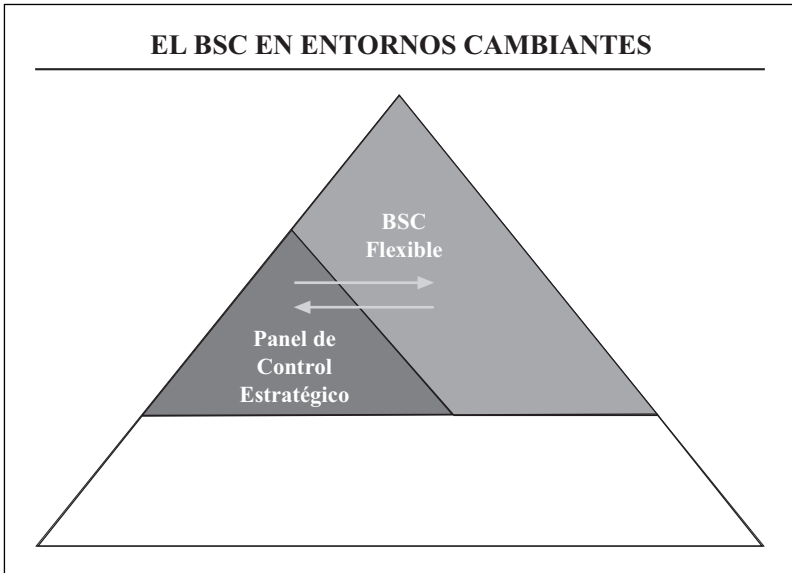 EL BSC EN ENTORNOS CAMBIANTES
BSC
Flexible
Panel de
Control
Estratégico